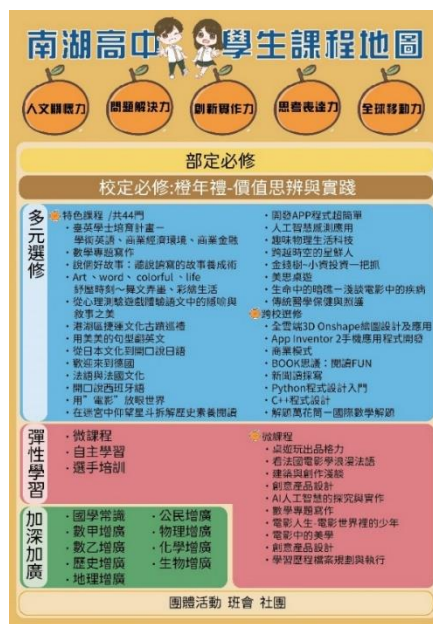 南湖高中 學生課程地圖
人文關懷力
問題解決力
創新實作力
思考表達力
全球移動力
部定必修
校定必修:橙年禮-價值思辨與實踐
多元選修
特色課程 /共44門
・臺英學士培育計畫－
學術英語、商業經濟環境、商業金融
・數學專題寫作
・說個好故事：聽說讀寫的故事養成術
・Art、word、colorful、life
紓壓時刻～舞文弄墨、彩繪生活
・從心理測驗遊戲體驗語文中的隱喻與
敘事之美
・港湖區捷運文化古蹟巡禮
・用美美的句型翻英文
・從日本文化到開口說日語
・歡迎來到德國
・法語與法國文化
・開口說西班牙語
・用"電影"放眼世界
・在迷宮中仰望星斗拆解歷史素養閱讀
・開發APP程式超簡單
・人工智慧感測應用
・趣味物理生活科技
・跨越時空的星鮮人
・金錢樹~小資投資一把抓
・美思桌遊
・生命中的暗礁－淺談電影中的疾病
・傳統醫學保健與照護
跨校選修
・全雲端3D Onshape繪圖設計及應用
・App Inventor 2手機應用程式開發
・商業模式
・BOOK思議：閱讀FUN
・新聞讀探寫
・Python程式設計入門
・C++程式設計
・解題萬花筒－國際數學解題
彈性學習
・微課程
・自主學習
・選手培訓
微課程
・桌遊玩出品格力
・看法國電影學浪漫法語
・建築與創作淺談
・創意產品設計
・AI人工智慧的探究與實作
・數學專題寫作
・電影人生-電影世界裡的少年
・電影中的美學
・創意產品設計
・學習歷程檔案規劃與執行
加深加廣
・國學常識
・數甲增廣
・數乙增廣
・歷史增廣
・地理增廣
・公民增廣
・物理增廣
・化學增廣
・生物增廣
團體活動 班會 社團